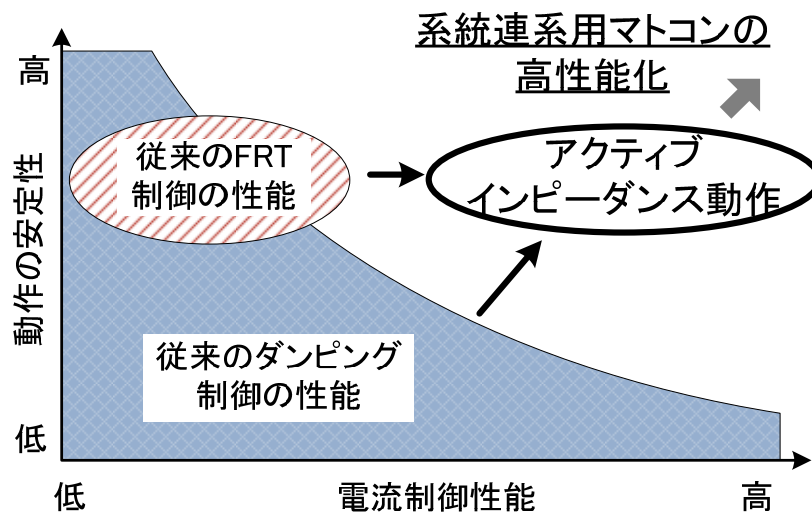 系統連系用マトコンの
高性能化
高
従来のFRT
制御の性能
アクティブ
インピーダンス動作
動作の安定性
従来のダンピング
制御の性能
低
低
電流制御性能
高